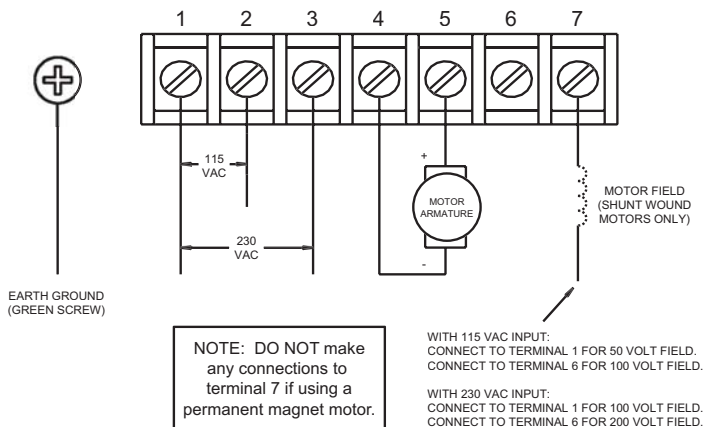 1 2 3 4 5 6 7
115
VAC
230
VAC
+
MOTOR
ARMATURE
-
MOTOR FIELD
(SHUNT WOUND
MOTORS ONLY)
EARTH GROUND
(GREEN SCREW)
NOTE: DO NOT make
any connections to
terminal 7 if using a
permanent magnet motor.
WITH 115 VAC INPUT:
CONNECT TO TERMINAL 1 FOR 50 VOLT FIELD.
CONNECT TO TERMINAL 6 FOR 100 VOLT FIELD.
WITH 230 VAC INPUT:
CONNECT TO TERMINAL 1 FOR 100 VOLT FIELD.
CONNECT TO TERMINAL 6 FOR 200 VOLT FIELD.